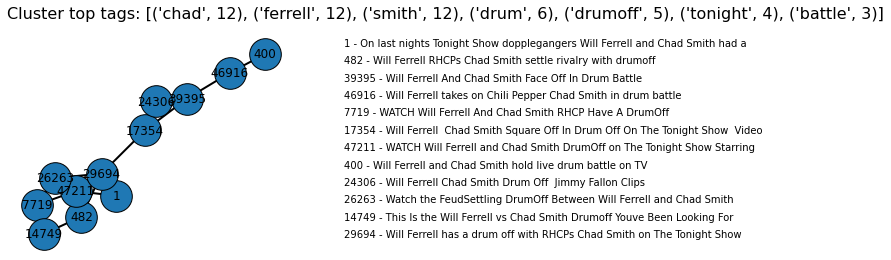 Cluster top tags: [('chad', 12), ('ferrell', 12), ('smith', 12), ('drum', 6), ('drumoff', 5), ('tonight', 4), ('battle', 3)]
400
46916
24306
39395
17354
29694
26263
47211
1
7719
482
14749
1 - On last nights Tonight Show dopplegangers Will Ferrell and Chad Smith had a
482 - Will Ferrell RHCPs Chad Smith settle rivalry with drumoff
39395 - Will Ferrell And Chad Smith Face Off In Drum Battle
46916 - Will Ferrell takes on Chili Pepper Chad Smith in drum battle
7719 - WATCH Will Ferrell And Chad Smith RHCP Have A DrumOff
17354 - Will Ferrell  Chad Smith Square Off In Drum Off On The Tonight Show  Video
47211 - WATCH Will Ferrell and Chad Smith DrumOff on The Tonight Show Starring
400 - Will Ferrell and Chad Smith hold live drum battle on TV
24306 - Will Ferrell Chad Smith Drum Off  Jimmy Fallon Clips
26263 - Watch the FeudSettling DrumOff Between Will Ferrell and Chad Smith
14749 - This Is the Will Ferrell vs Chad Smith Drumoff Youve Been Looking For
29694 - Will Ferrell has a drum off with RHCPs Chad Smith on The Tonight Show